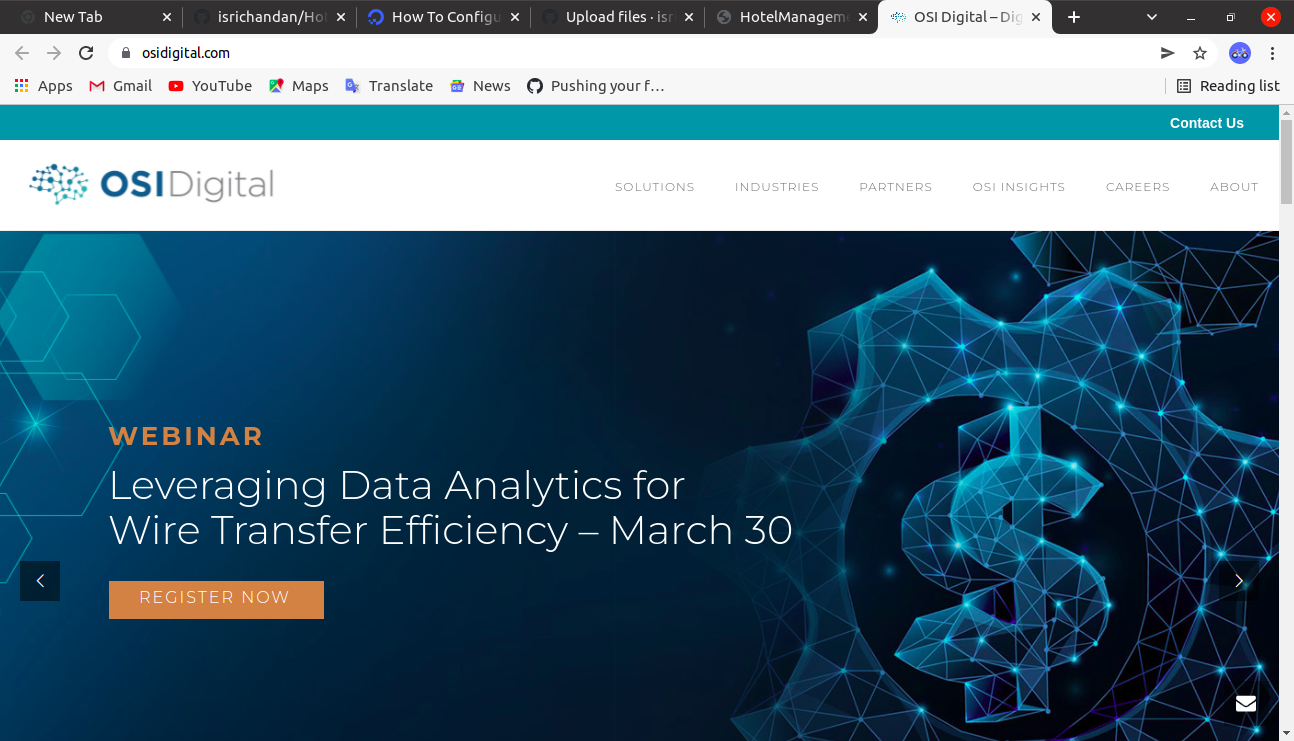 New Tab
isrichandan/Hot
How To Configu
Upload files · isri
HotelManageme
OSI Digital – Dig
osidigital.com
Apps
Gmail
YouTube
Maps
Translate
News
Pushing your f…
Reading list
Contact Us
OSI Digital
SOLUTIONS
INDUSTRIES
PARTNERS
OSI INSIGHTS
CAREERS
ABOUT
WEBINAR
Leveraging Data Analytics for
Wire Transfer Efficiency – March 30
REGISTER NOW